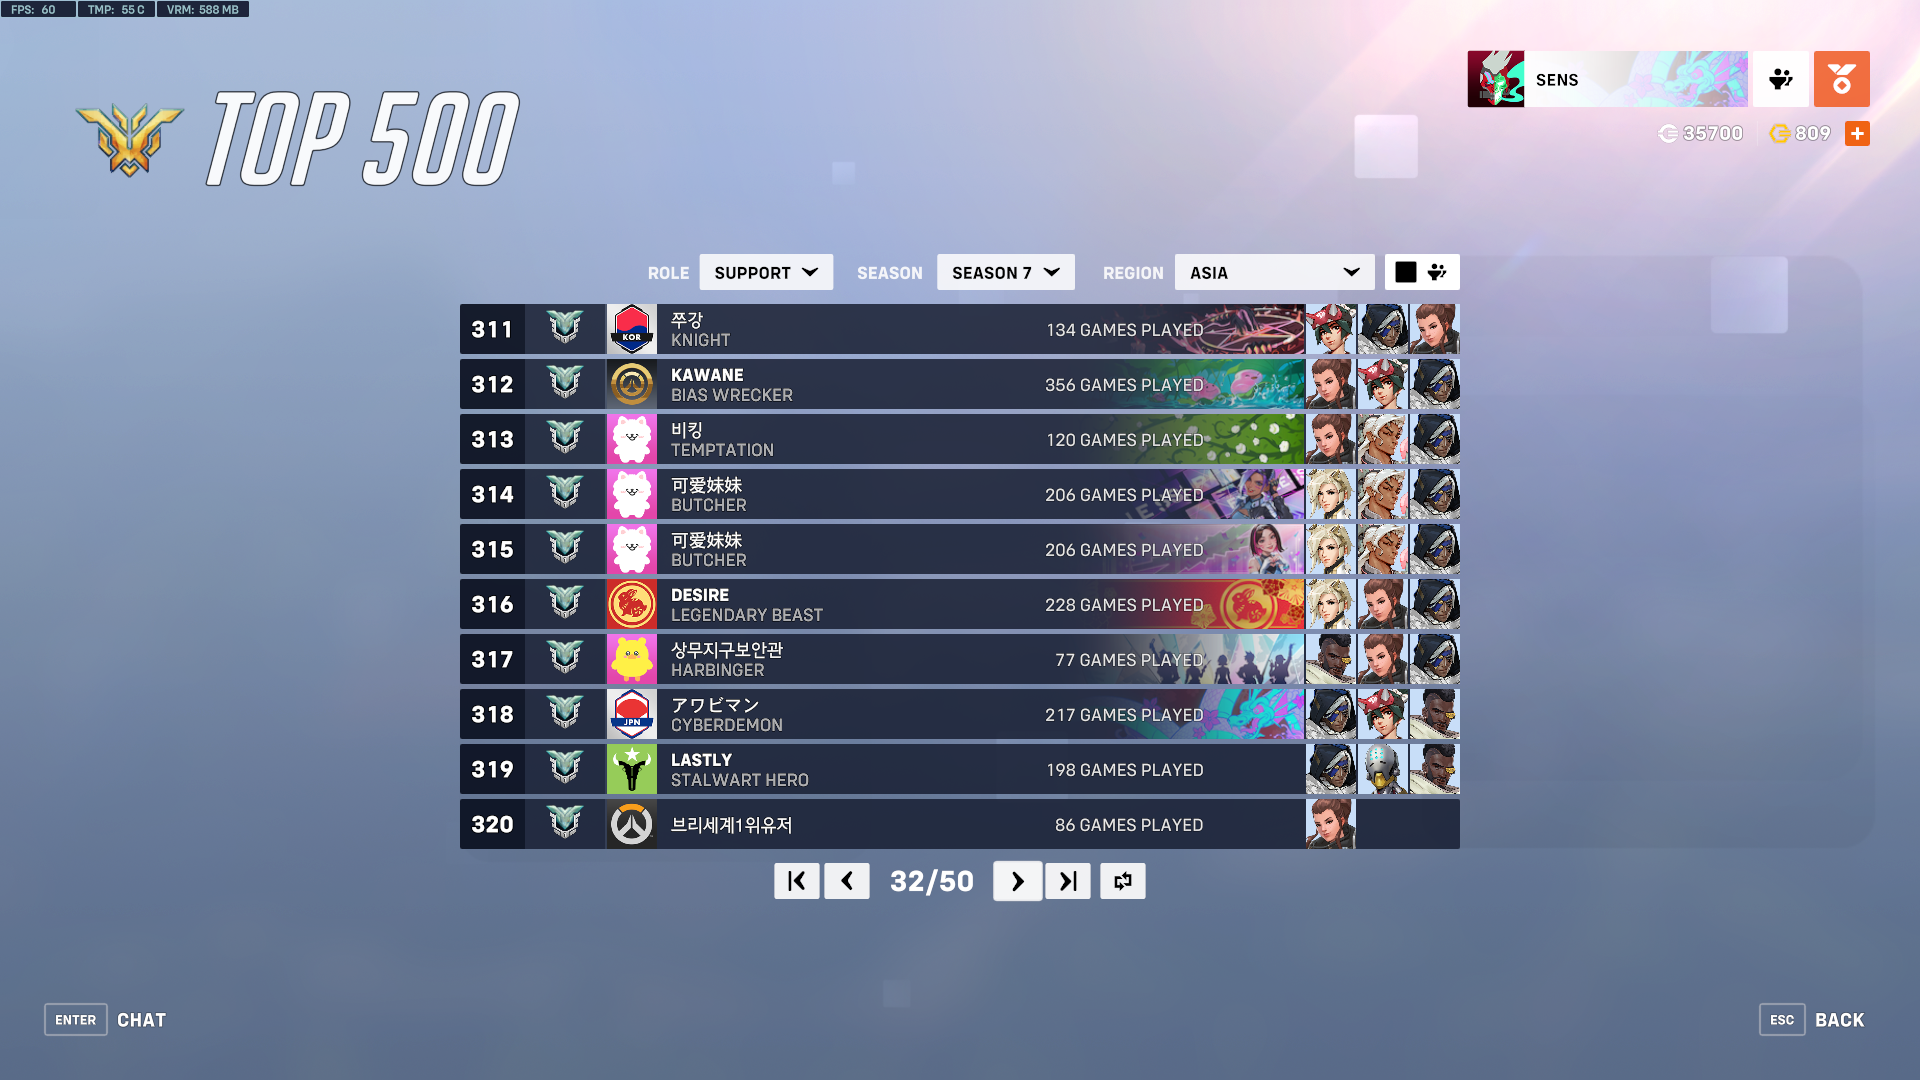 FPS: 60 TMP: 55 C VRM: 588 MB
TOP 500
SENS
35700 809
ROLE SUPPORT SEASON SEASON 7 REGION ASIA
311 KOR 쭈강 134 GAMES PLAYED
KNIGHT
312 KAWANE 356 GAMES PLAYED
BIAS WRECKER
313 비킹 120 GAMES PLAYED
TEMPTATION
314 可爱妹妹 206 GAMES PLAYED
BUTCHER
315 可爱妹妹 206 GAMES PLAYED
BUTCHER
316 DESIRE 228 GAMES PLAYED
LEGENDARY BEAST
317 상무지구보안관 77 GAMES PLAYED
HARBINGER
318 JPN アワビマン 217 GAMES PLAYED
CYBERDEMON
319 LASTLY 198 GAMES PLAYED
STALWART HERO
320 브리세계1위유저 86 GAMES PLAYED
32/50
ENTER CHAT
ESC BACK